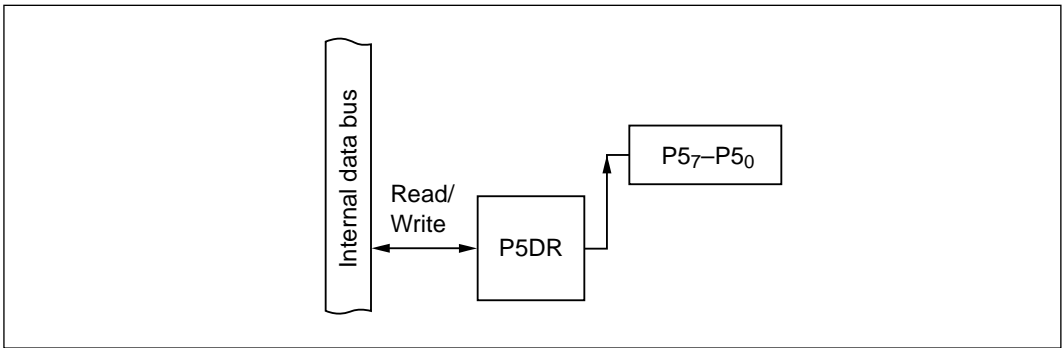 Internal data bus
Read/
Write
P5DR
P5₇–P5₀